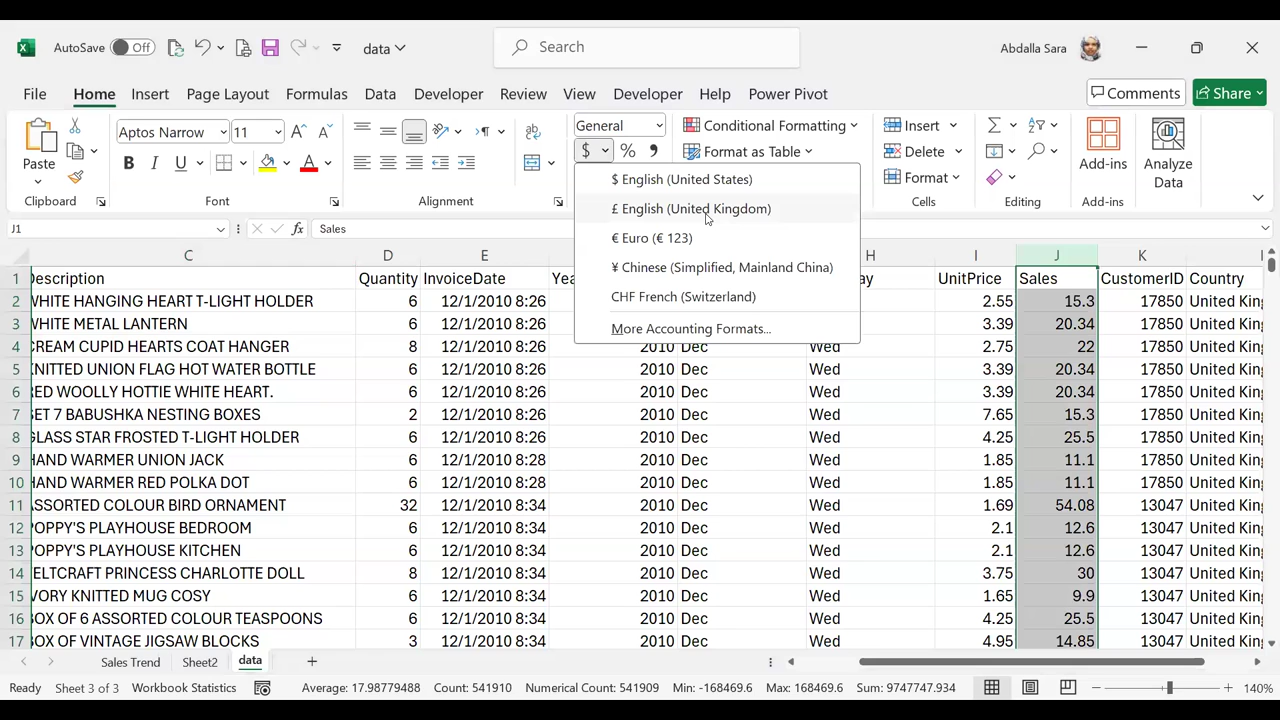 AutoSave Off data Search Abdalla Sara
File Home Insert Page Layout Formulas Data Developer Review View Developer Help Power Pivot Comments Share
Paste Aptos Narrow 11 General Conditional Formatting Insert Add-ins Analyze Data
B I U $ % Format as Table Delete
Format
Clipboard Font Alignment Cells Editing Add-ins
$ English (United States)
£ English (United Kingdom)
€ Euro (€ 123)
¥ Chinese (Simplified, Mainland China)
CHF French (Switzerland)
More Accounting Formats...
J1 fx Sales
C D E H I J K
1 Description Quantity InvoiceDate UnitPrice Sales CustomerID Country
2 WHITE HANGING HEART T-LIGHT HOLDER 6 12/1/2010 8:26 2.55 15.3 17850 United
3 WHITE METAL LANTERN 6 12/1/2010 8:26 3.39 20.34 17850 United
4 CREAM CUPID HEARTS COAT HANGER 8 12/1/2010 8:26 2010 Dec Wed 2.75 22 17850 United
5 KNITTED UNION FLAG HOT WATER BOTTLE 6 12/1/2010 8:26 2010 Dec Wed 3.39 20.34 17850 United
6 RED WOOLLY HOTTIE WHITE HEART. 6 12/1/2010 8:26 2010 Dec Wed 3.39 20.34 17850 United
7 SET 7 BABUSHKA NESTING BOXES 2 12/1/2010 8:26 2010 Dec Wed 7.65 15.3 17850 United
8 GLASS STAR FROSTED T-LIGHT HOLDER 6 12/1/2010 8:26 2010 Dec Wed 4.25 25.5 17850 United
9 HAND WARMER UNION JACK 6 12/1/2010 8:28 2010 Dec Wed 1.85 11.1 17850 United
10 HAND WARMER RED POLKA DOT 6 12/1/2010 8:28 2010 Dec Wed 1.85 11.1 17850 United
11 ASSORTED COLOUR BIRD ORNAMENT 32 12/1/2010 8:34 2010 Dec Wed 1.69 54.08 13047 United
12 POPPY'S PLAYHOUSE BEDROOM 6 12/1/2010 8:34 2010 Dec Wed 2.1 12.6 13047 United
13 POPPY'S PLAYHOUSE KITCHEN 6 12/1/2010 8:34 2010 Dec Wed 2.1 12.6 13047 United
14 FELTCRAFT PRINCESS CHARLOTTE DOLL 8 12/1/2010 8:34 2010 Dec Wed 3.75 30 13047 United
15 IVORY KNITTED MUG COSY 6 12/1/2010 8:34 2010 Dec Wed 1.65 9.9 13047 United
16 BOX OF 6 ASSORTED COLOUR TEASPOONS 6 12/1/2010 8:34 2010 Dec Wed 4.25 25.5 13047 United
17 BOX OF VINTAGE JIGSAW BLOCKS 3 12/1/2010 8:34 2010 Dec Wed 4.95 14.85 13047 United
Sales Trend Sheet2 data
Ready Sheet 3 of 3 Workbook Statistics Average: 17.98779488 Count: 541910 Numerical Count: 541909 Min: -168469.6 Max: 168469.6 Sum: 9747747.934 140%